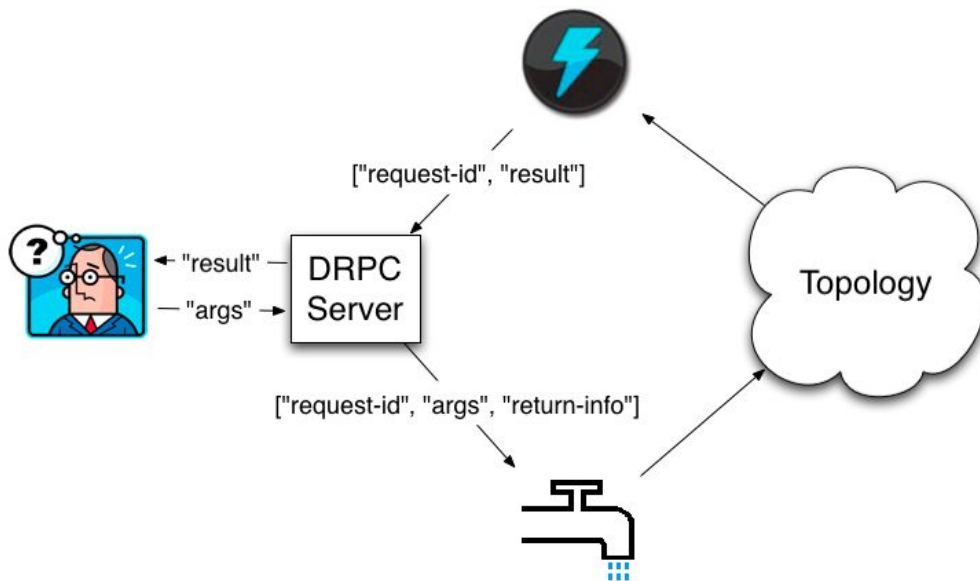 ["request-id", "result"]
?
"result"
"args"
DRPC
Server
Topology
["request-id", "args", "return-info"]